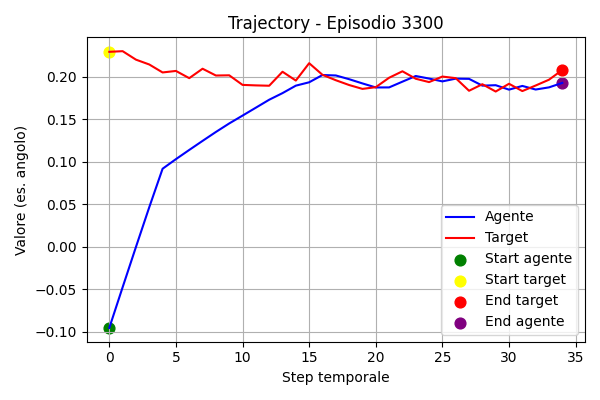 Trajectory - Episodio 3300
Valore (es. angolo)
0.20
0.15
0.10
0.05
0.00
−0.05
−0.10
Agente
Target
Start agente
Start target
End target
End agente
0 5 10 15 20 25 30 35
Step temporale